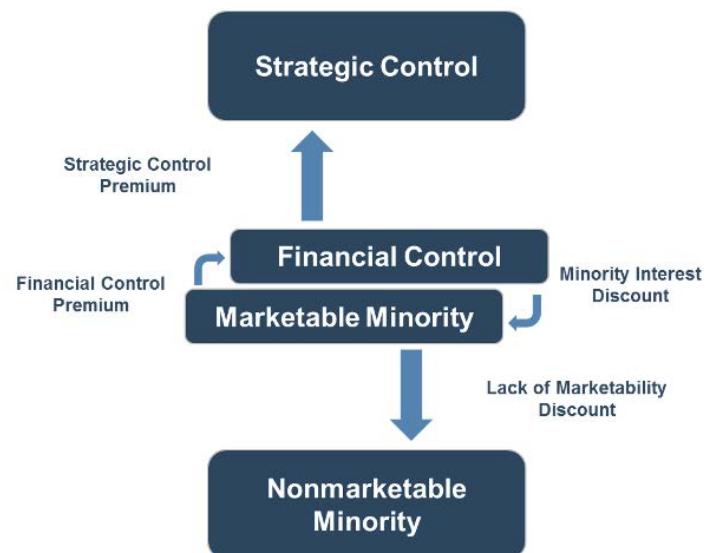 Strategic Control
Strategic Control
Premium
Financial Control
Financial Control
Premium
Minority Interest
Discount
Marketable Minority
Lack of Marketability
Discount
Nonmarketable
Minority